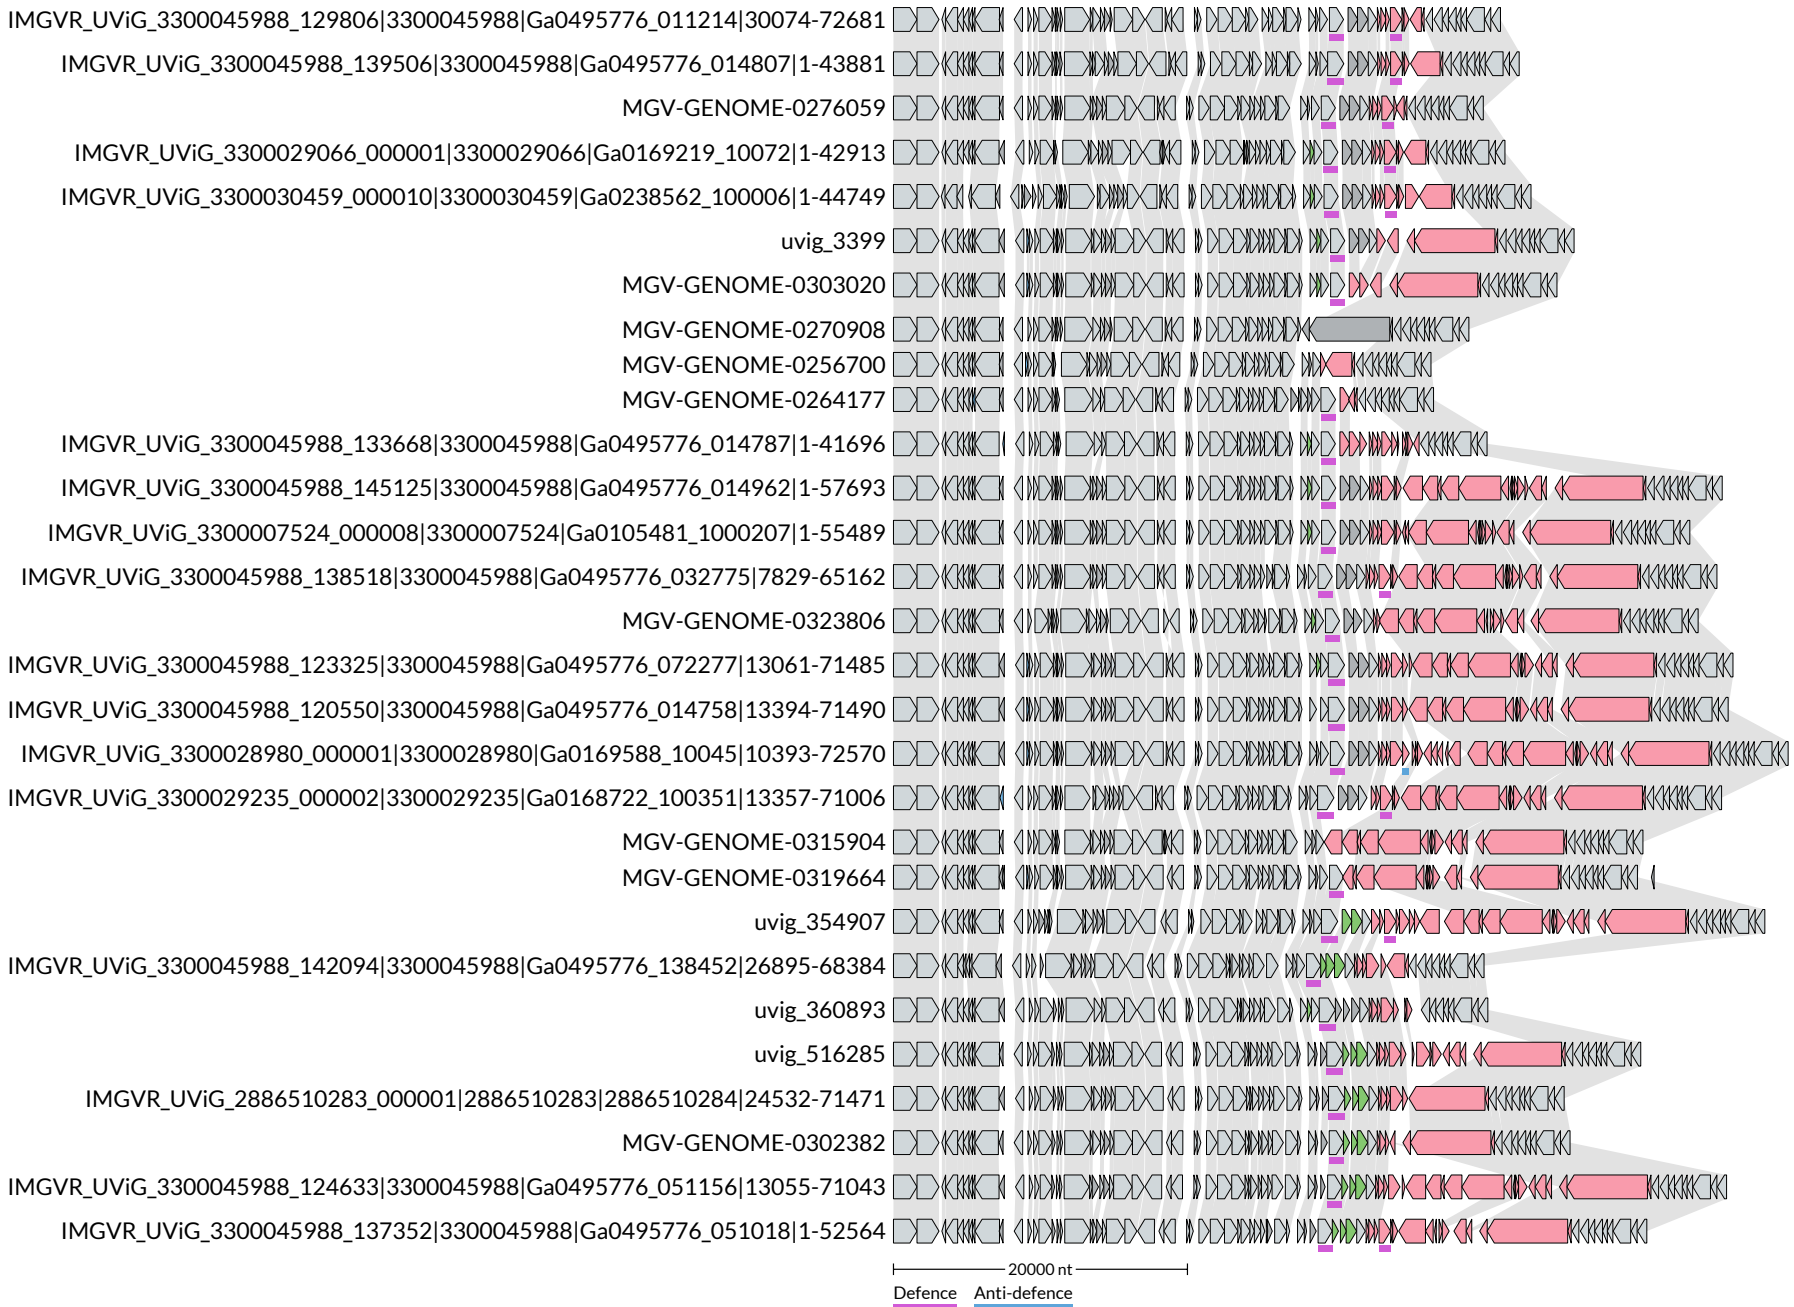 IMGVR_UViG_3300045988_129806|3300045988|Ga0495776_011214|30074-72681
IMGVR_UViG_3300045988_139506|3300045988|Ga0495776_014807|1-43881
MGV-GENOME-0276059
IMGVR_UViG_3300029066_000001|3300029066|Ga0169219_10072|1-42913
IMGVR_UViG_3300030459_000010|3300030459|Ga0238562_100006|1-44749
uvig_3399
MGV-GENOME-0303020
MGV-GENOME-0270908
MGV-GENOME-0256700
MGV-GENOME-0264177
IMGVR_UViG_3300045988_133668|3300045988|Ga0495776_014787|1-41696
IMGVR_UViG_3300045988_145125|3300045988|Ga0495776_014962|1-57693
IMGVR_UViG_3300007524_000008|3300007524|Ga0105481_1000207|1-55489
IMGVR_UViG_3300045988_138518|3300045988|Ga0495776_032775|7829-65162
MGV-GENOME-0323806
IMGVR_UViG_3300045988_123325|3300045988|Ga0495776_072277|13061-71485
IMGVR_UViG_3300045988_120550|3300045988|Ga0495776_014758|13394-71490
IMGVR_UViG_3300028980_000001|3300028980|Ga0169588_10045|10393-72570
IMGVR_UViG_3300029235_000002|3300029235|Ga0168722_100351|13357-71006
MGV-GENOME-0315904
MGV-GENOME-0319664
uvig_354907
IMGVR_UViG_3300045988_142094|3300045988|Ga0495776_138452|26895-68384
uvig_360893
uvig_516285
IMGVR_UViG_2886510283_000001|2886510283|2886510284|24532-71471
MGV-GENOME-0302382
IMGVR_UViG_3300045988_124633|3300045988|Ga0495776_051156|13055-71043
IMGVR_UViG_3300045988_137352|3300045988|Ga0495776_051018|1-52564
20000 nt
Defence Anti-defence